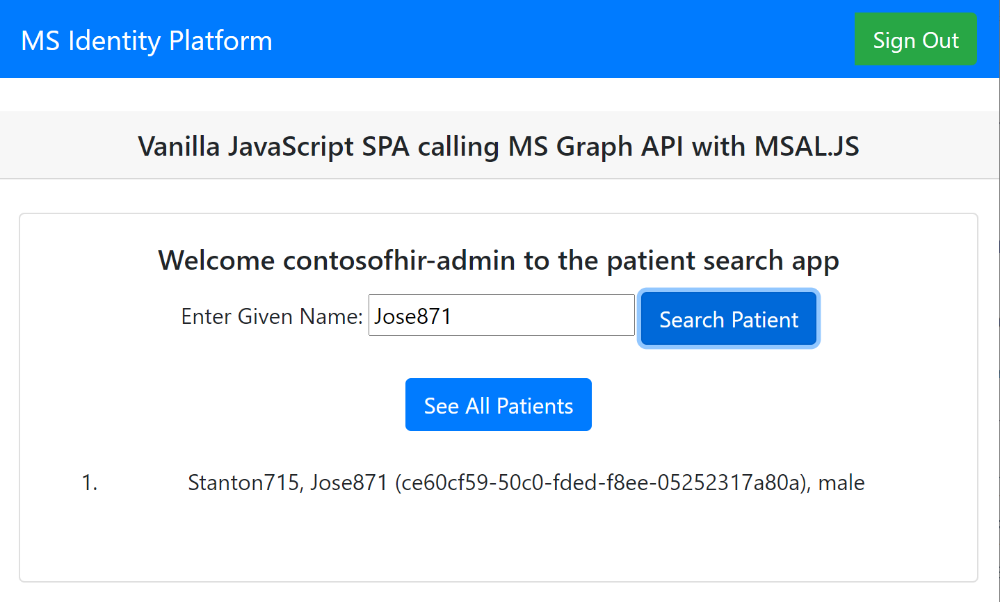 MS Identity Platform
Sign Out
Vanilla JavaScript SPA calling MS Graph API with MSAL.JS
Welcome contosofhir-admin to the patient search app
Enter Given Name: Jose871 Search Patient
See All Patients
1. Stanton715, Jose871 (ce60cf59-50c0-fded-f8ee-05252317a80a), male